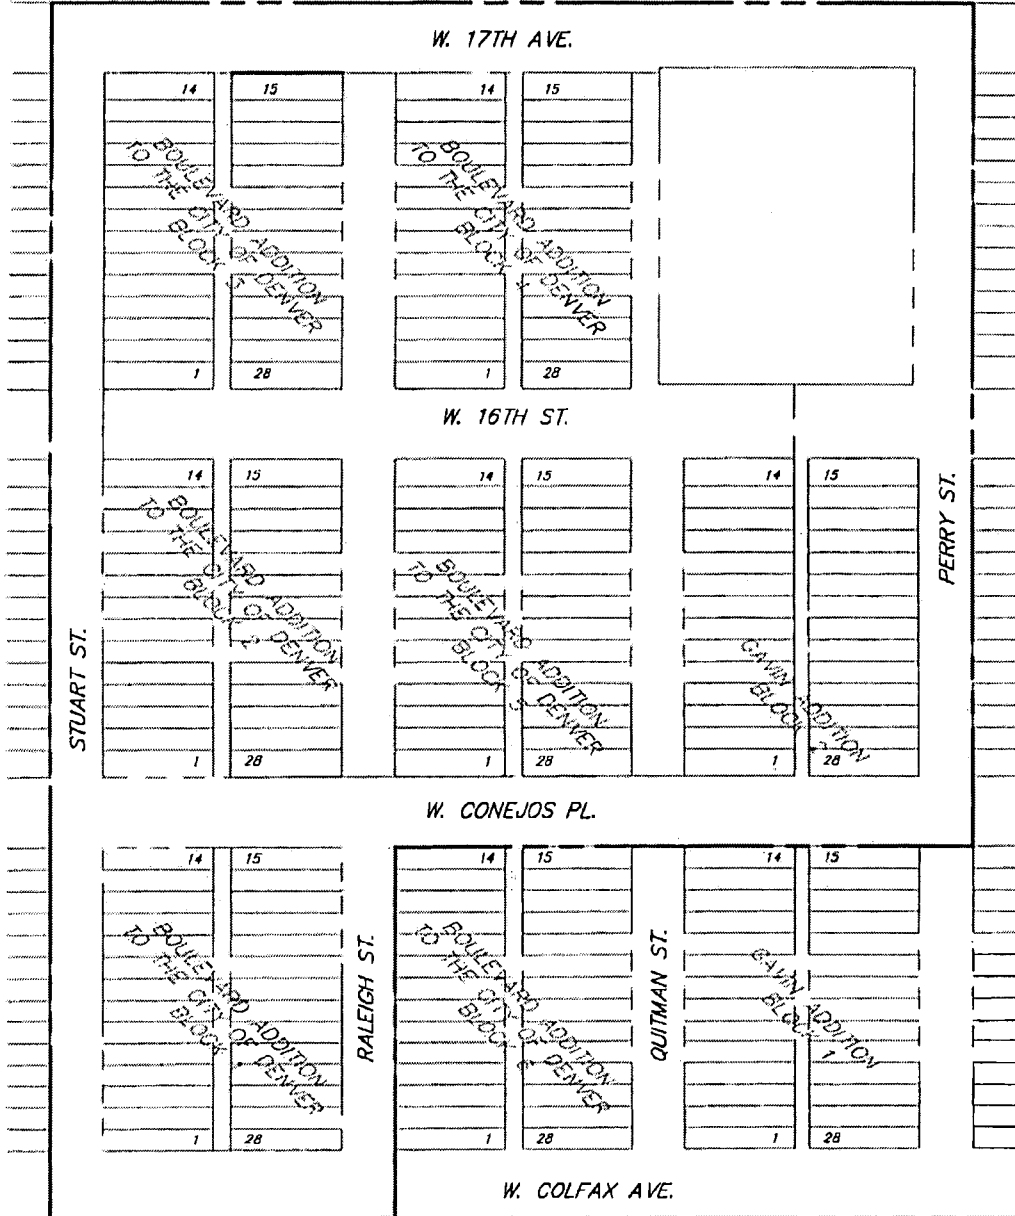 W. 17TH AVE.
14 15
14 15
BOULEVARD ADDITION
TO THE CITY OF DENVER
BLOCK 3
BOULEVARD ADDITION
TO THE CITY OF DENVER
BLOCK 4
1 28
1 28
W. 16TH ST.
14 15
14 15
14 15
BOULEVARD ADDITION
TO THE CITY OF DENVER
BLOCK 2
BOULEVARD ADDITION
TO THE CITY OF DENVER
BLOCK 5
GAVIN ADDITION
BLOCK 2
STUART ST.
PERRY ST.
1 28
1 28
1 28
W. CONEJOS PL.
14 15
14 15
14 15
BOULEVARD ADDITION
TO THE CITY OF DENVER
BLOCK 1
RALEIGH ST.
BOULEVARD ADDITION
TO THE CITY OF DENVER
BLOCK 6
QUITMAN ST.
GAVIN ADDITION
BLOCK 1
1 28
1 28
1 28
W. COLFAX AVE.